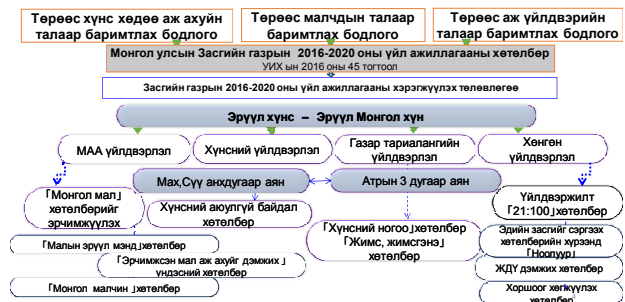 Төрөөс хүнс хөдөө аж ахуйн
талаар баримтлах бодлого
Төрөөс малчдын талаар
баримтлах бодлого
Төрөөс аж үйлдвэрийн
талаар баримтлах бодлого
Монгол улсын Засгийн газрын 2016-2020 оны үйл ажиллагааны хөтөлбөр
УИХ ын 2016 оны 45 тогтоол
Засгийн газрын 2016-2020 оны үйл ажиллагааны хэрэгжүүлэх төлөвлөгөө
Эрүүл хүнс – Эрүүл Монгол хүн
МАА үйлдвэрлэл
Хүнсний үйлдвэрлэл
Газар тариалангийн
үйлдвэрлэл
Хөнгөн
үйлдвэрлэл
Мах,Сүү анхдугаар аян
Атрын 3 дугаар аян
「Монгол мал」
хөтөлбөрийг
эрчимжүүлэх
Хүнсний аюулгүй байдал
хөтөлбөр
「Хүнсний ногоо」хөтөлбөр
「Жимс, жимсгэнэ」
хөтөлбөр
Үйлдвэржилт
「21:100」хөтөлбөр
「Малын эрүүл мэнд」хөтөлбөр
「Эрчимжсэн мал аж ахуйг дэмжих」
үндэсний хөтөлбөр
「Монгол малчин」хөтөлбөр
Эдийн засгийг сэргээх
хөтөлбөрийн хүрээнд
「Ноолуур」
ЖДҮ дэмжих хөтөлбөр
Хоршоог хөгжүүлэх хөтөлбөр